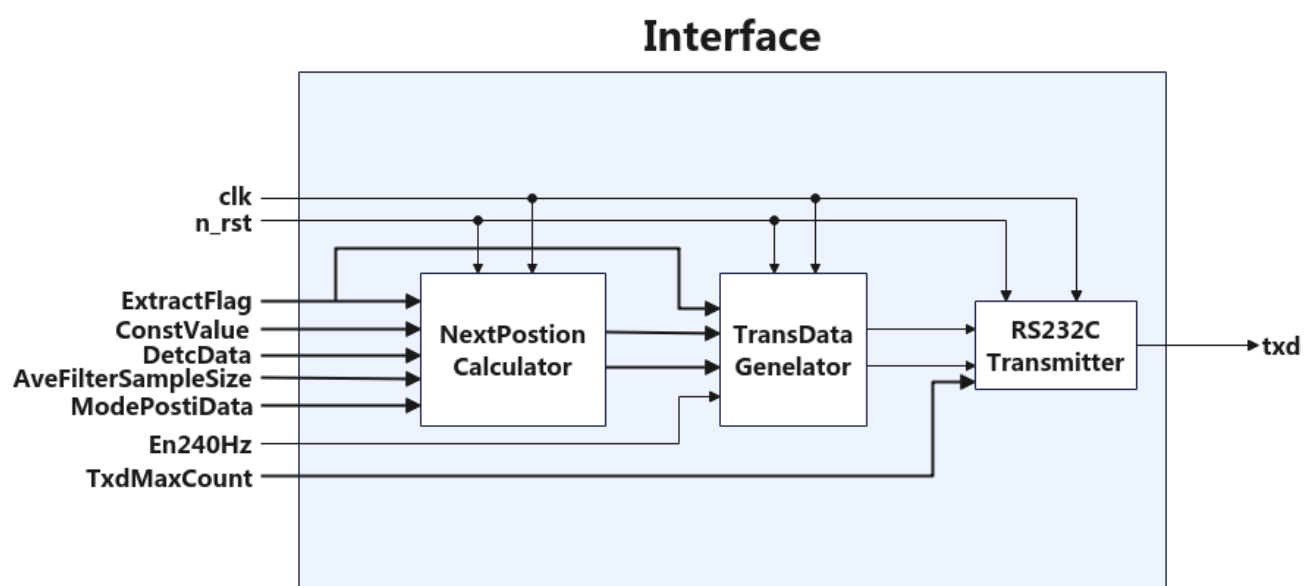 Interface
clk
n_rst
ExtractFlag
ConstValue
DetcData
AveFilterSampleSize
ModePostiData
En240Hz
TxdMaxCount
NextPostion
Calculator
TransData
Genelator
RS232C
Transmitter
txd